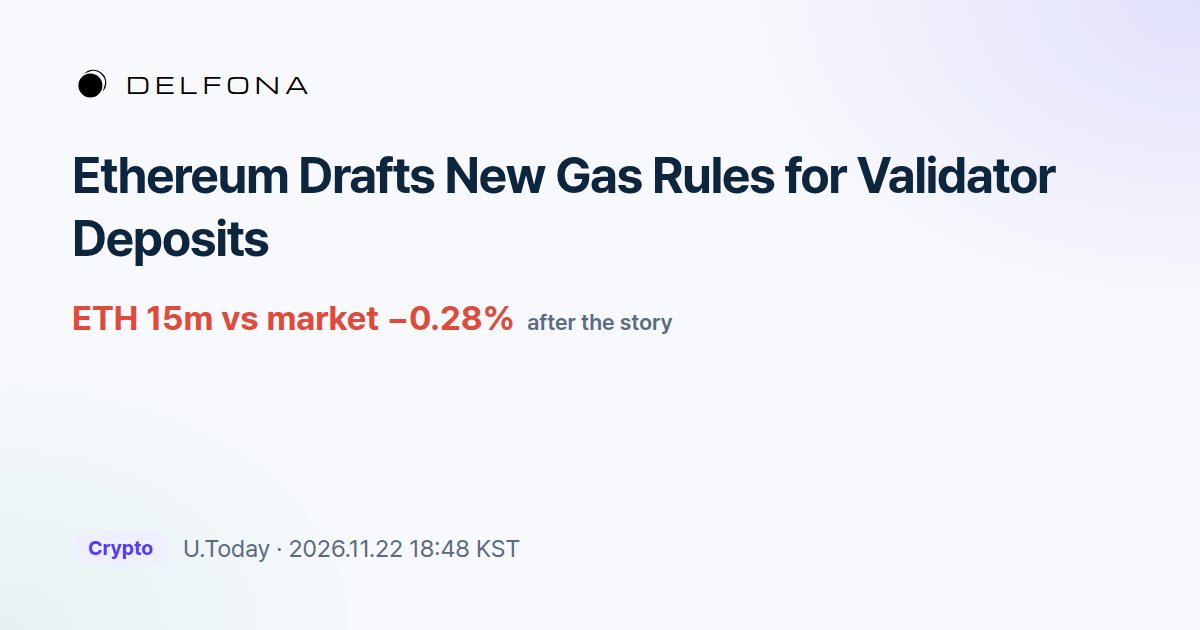 DELFONA
Ethereum Drafts New Gas Rules for Validator
Deposits
ETH 15m vs market −0.28% after the story
Crypto U.Today · 2026.11.22 18:48 KST